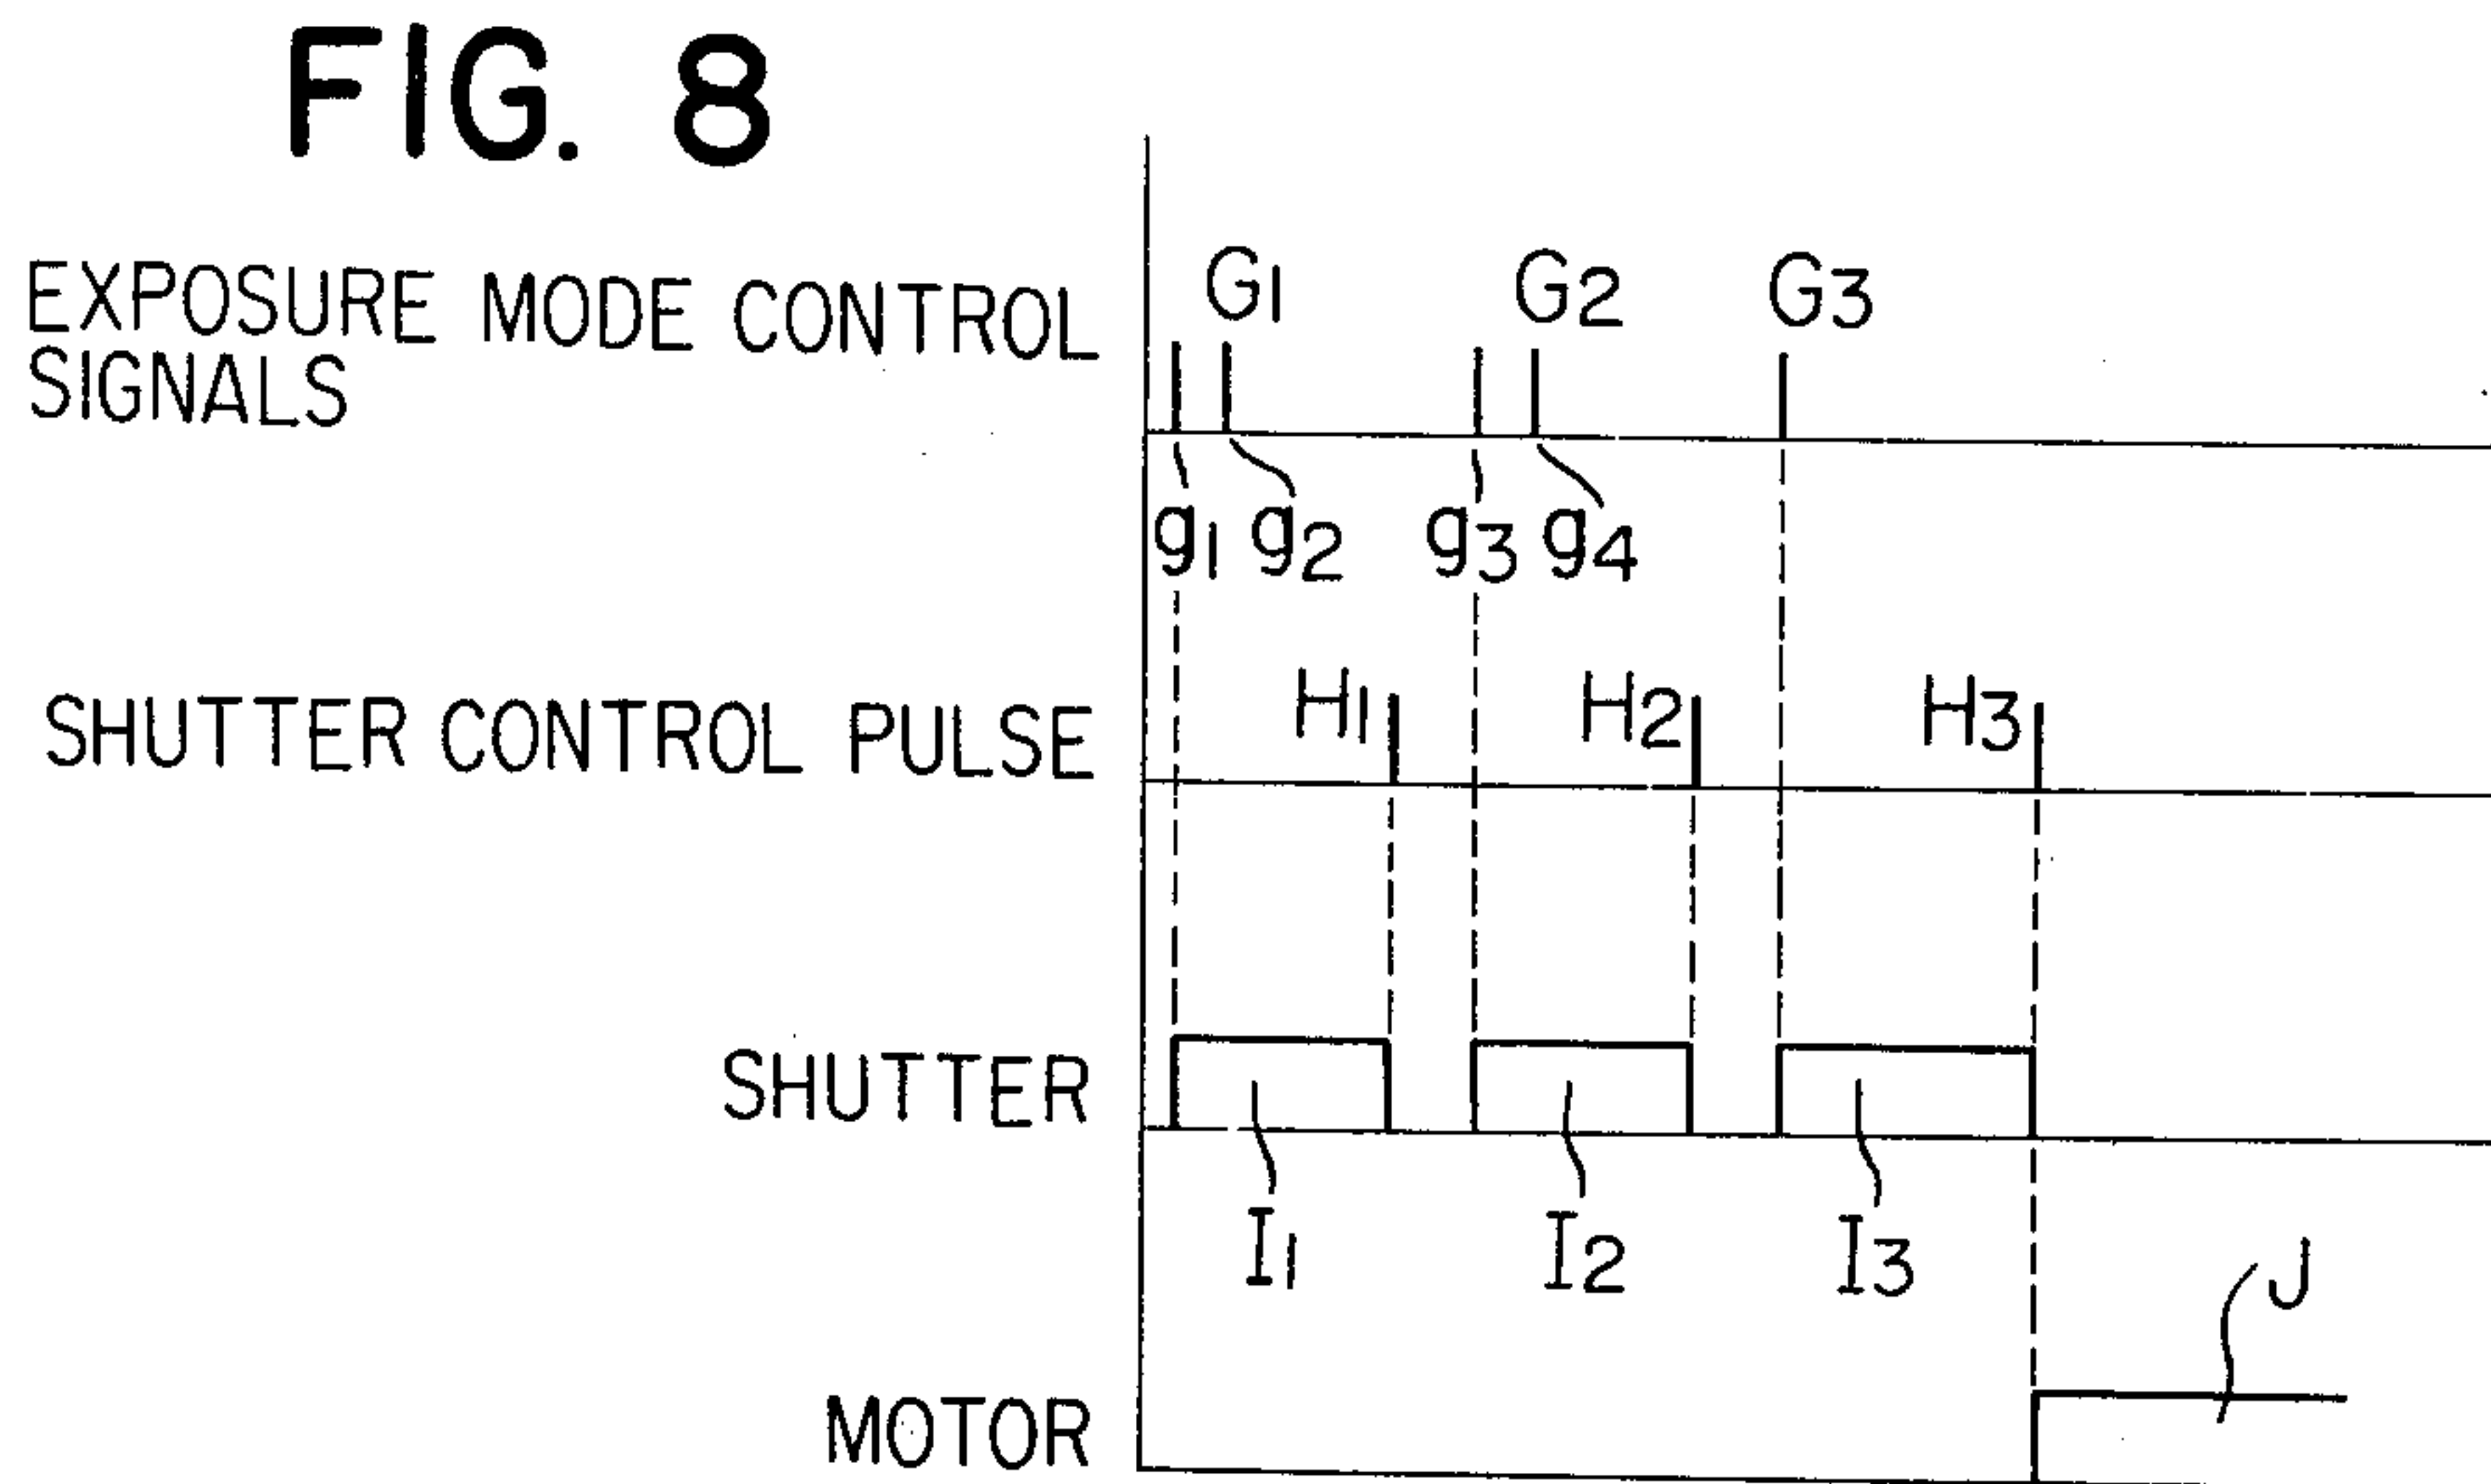 FIG. 8
EXPOSURE MODE CONTROL
SIGNALS
G1 G2 G3
g1 g2 g3 g4
SHUTTER CONTROL PULSE
H1 H2 H3
SHUTTER
I1 I2 I3
J
MOTOR